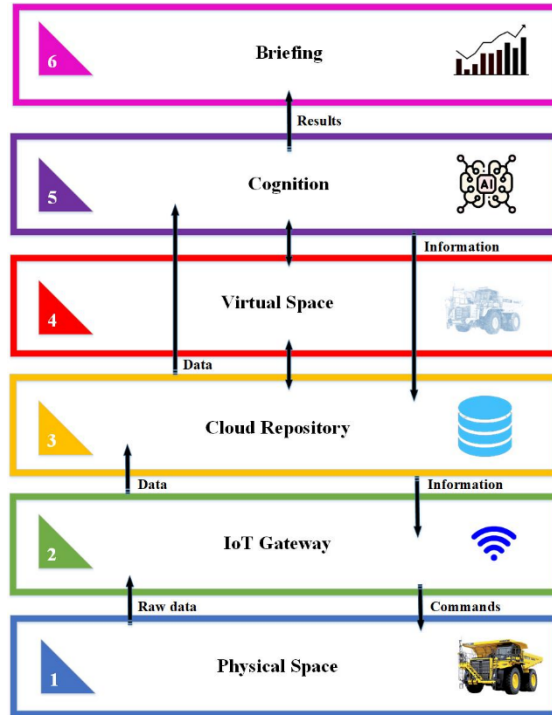 6
Briefing
Results
5
Cognition
AI
Information
4
Virtual Space
Data
3
Cloud Repository
Data
Information
2
IoT Gateway
Raw data
Commands
1
Physical Space